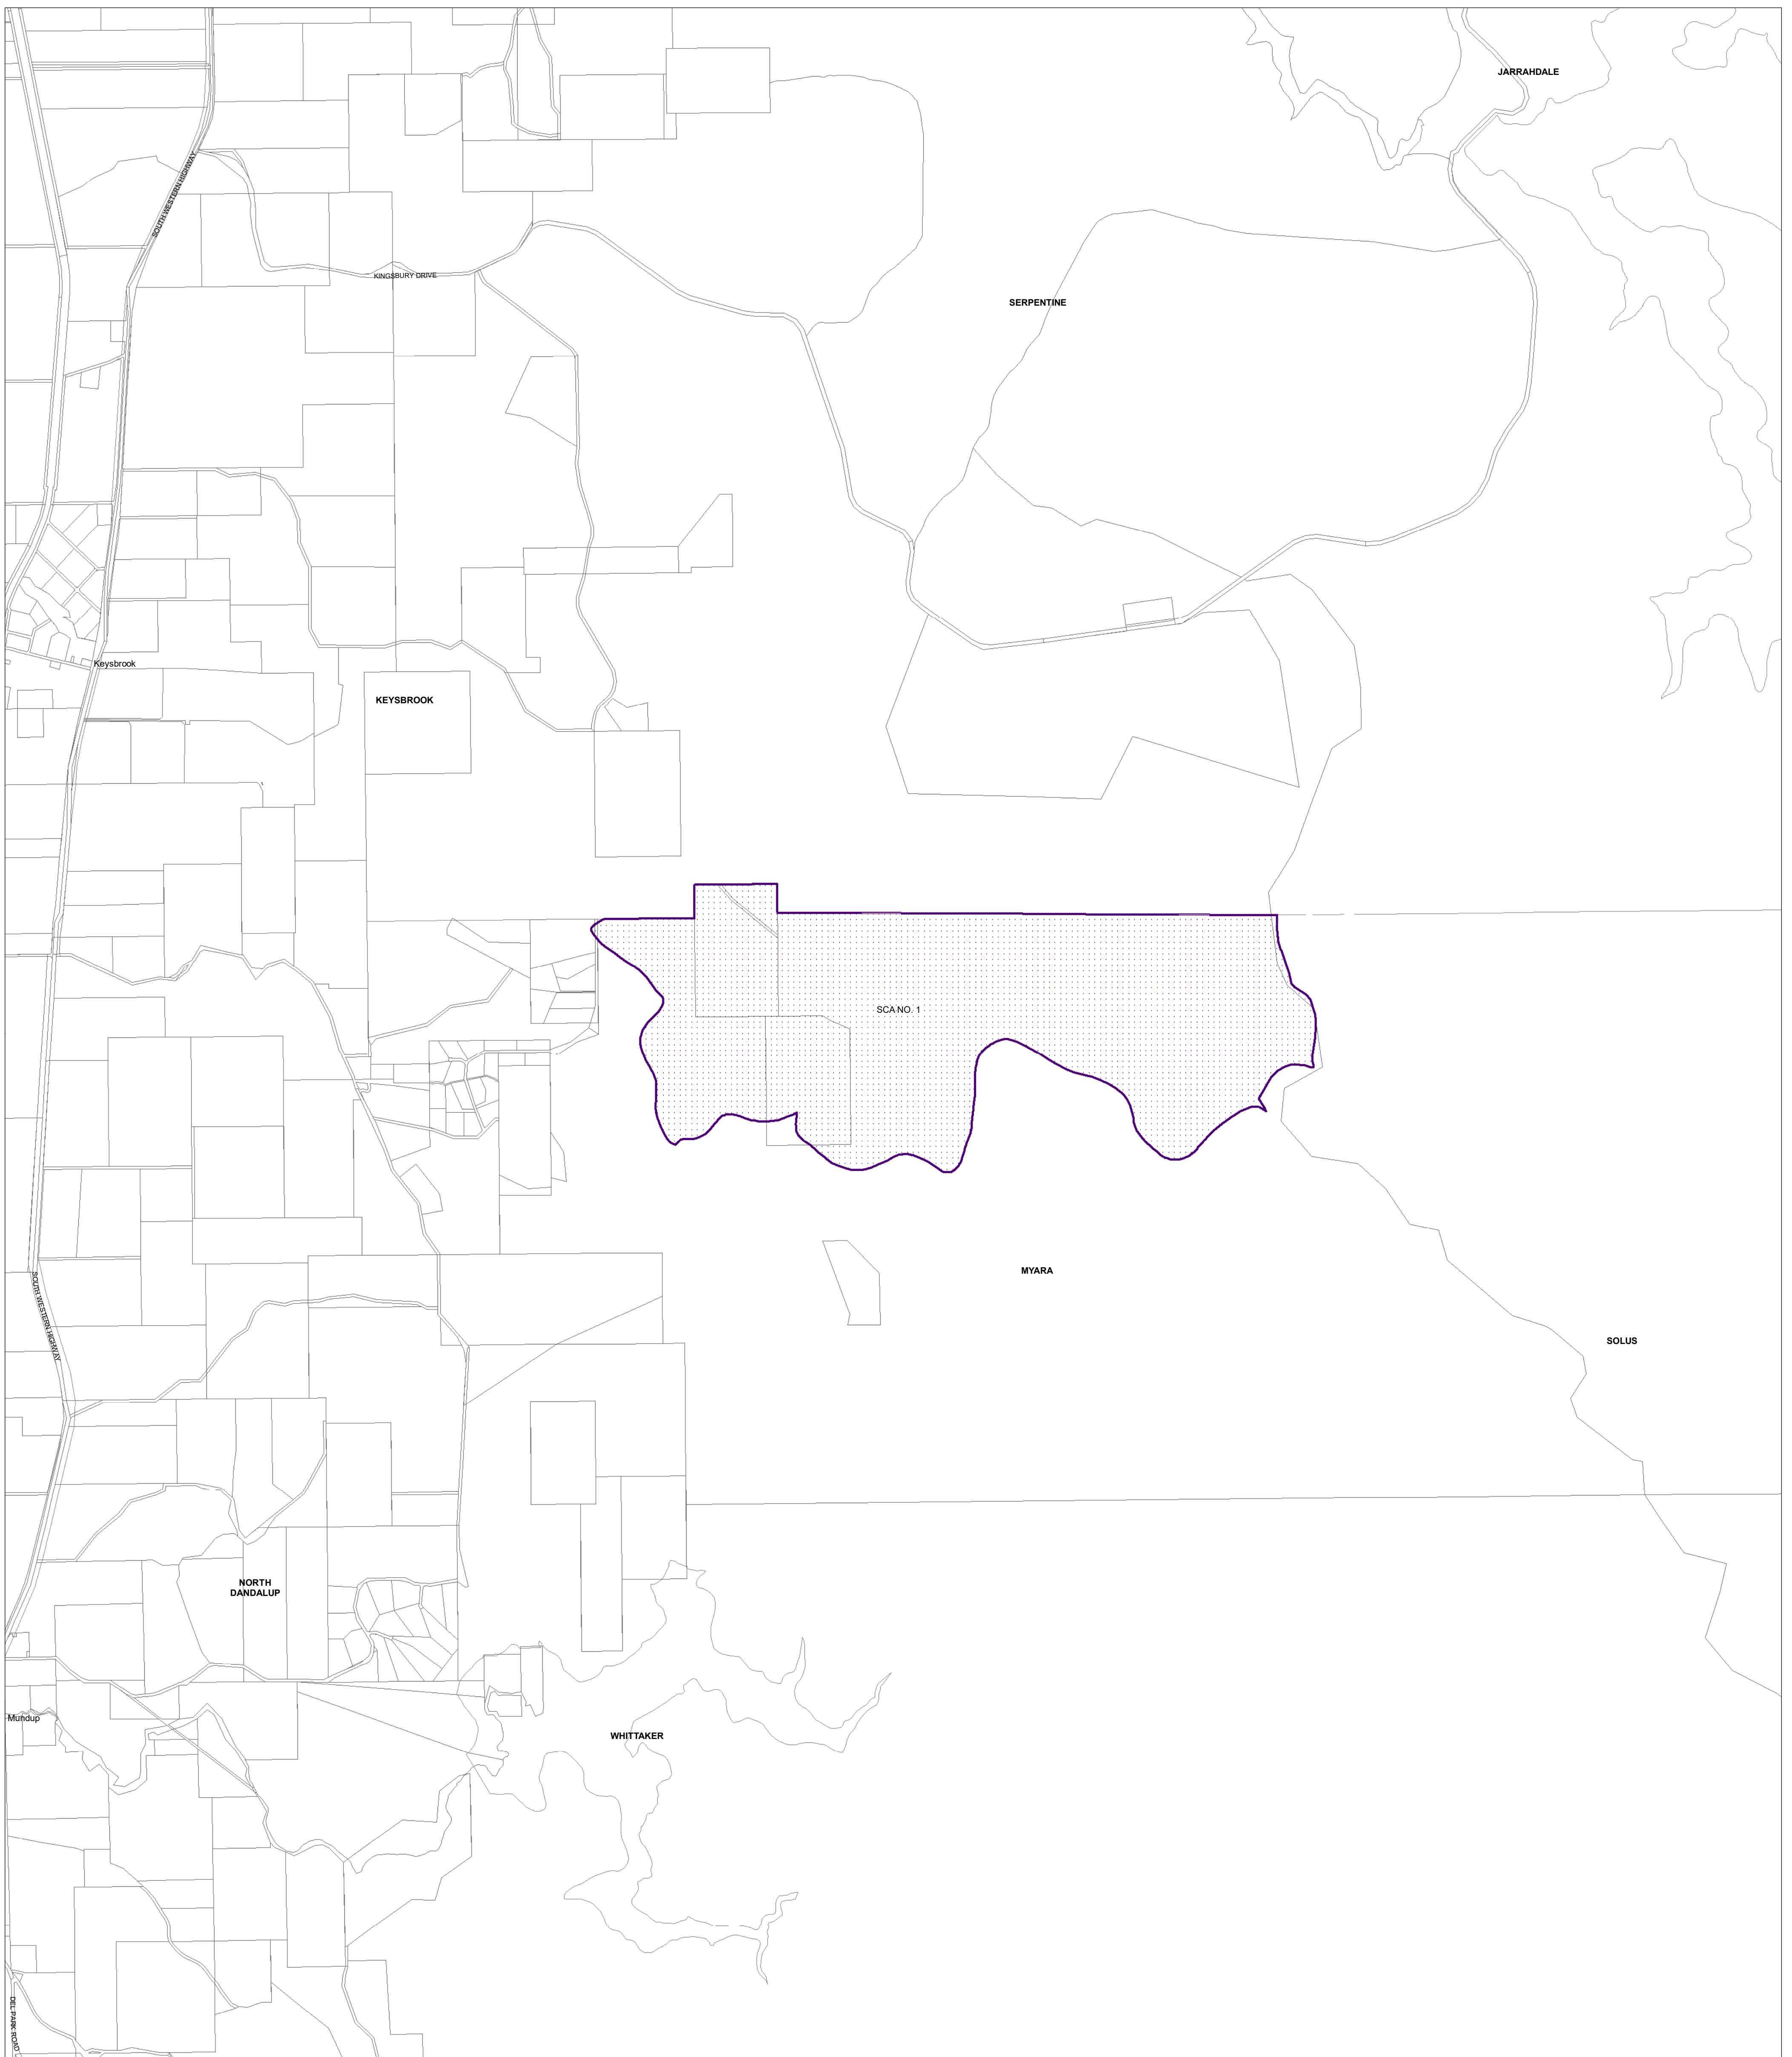 JARRAHDALE
SOUTH WESTERN HIGHWAY
KINGSBURY DRIVE
SERPENTINE
Keysbrook
KEYSBROOK
SCA NO. 1
MYARA
SOUTH WESTERN HIGHWAY
SOLUS
NORTH
DANDALUP
Mundup
WHITTAKER
DEL PARK ROAD